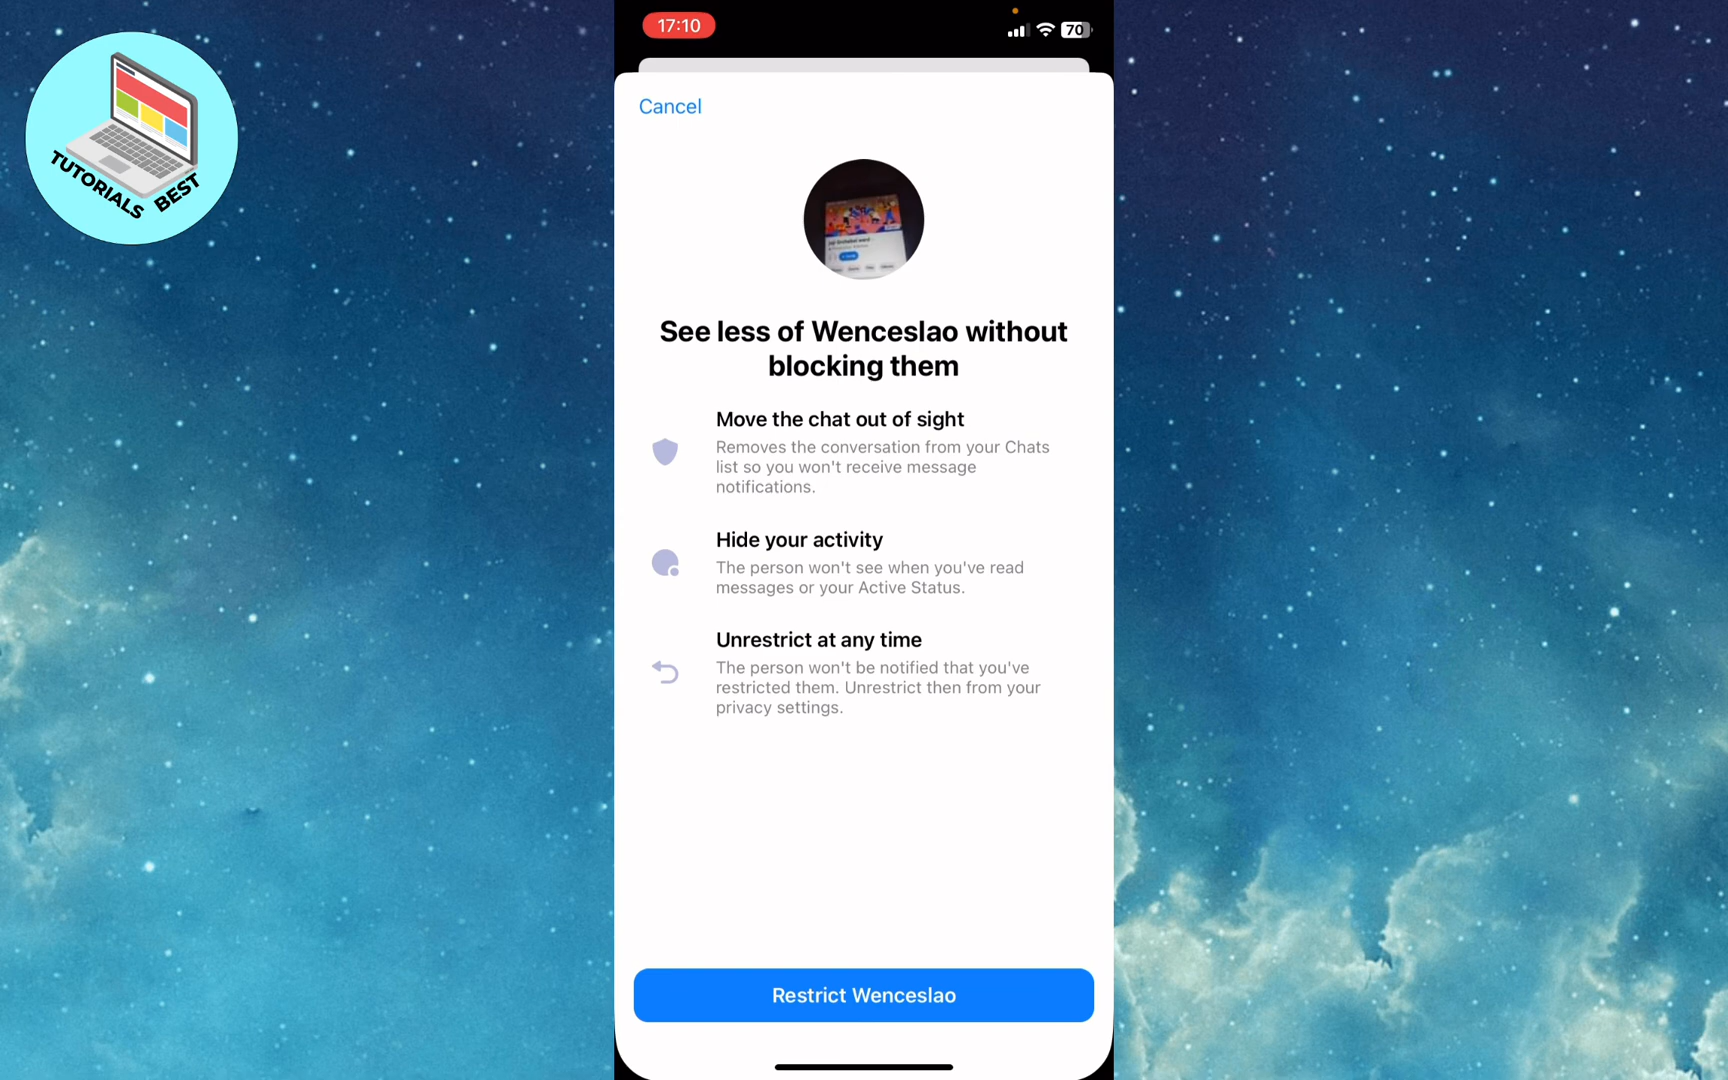 17:10
70
TUTORIALS BEST
Cancel
See less of Wenceslao without
blocking them
Move the chat out of sight
Removes the conversation from your Chats
list so you won't receive message
notifications.
Hide your activity
The person won't see when you've read
messages or your Active Status.
Unrestrict at any time
The person won't be notified that you've
restricted them. Unrestrict then from your
privacy settings.
Restrict Wenceslao